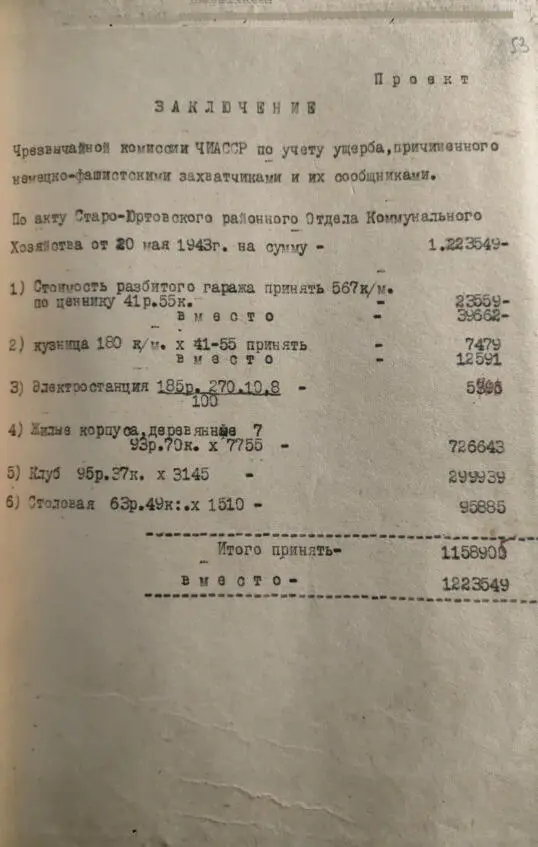 53
Проект
ЗАКЛЮЧЕНИЕ
Чрезвычайной комиссии ЧИАССР по учету ущерба,причиненного
немецко-фашистскими захватчиками и их сообщниками.
По акту Старо-Юртовского районного Отдела Коммунального
Хозяйства от 20 мая 1943г. на сумму - 1.223549-
1) Стоимость разбитого гаража принять 567к/м.
по ценнику 41р.55к. - 23559-
вместо - 39662-
2) кузница 180 к/м. х 41-55 принять - 7479
вместо - 12591
3) Электростанция 185р. 270.10.8 -
100
4) Жилые корпуса,деревянные 7
93р.70к. х 7755 - 726643
5) Клуб 95р.37к. х 3145 - 299939
6) Столовая 63р.49к:.х 1510 - 95885
Итого принять- 1158905
вместо- 1223549